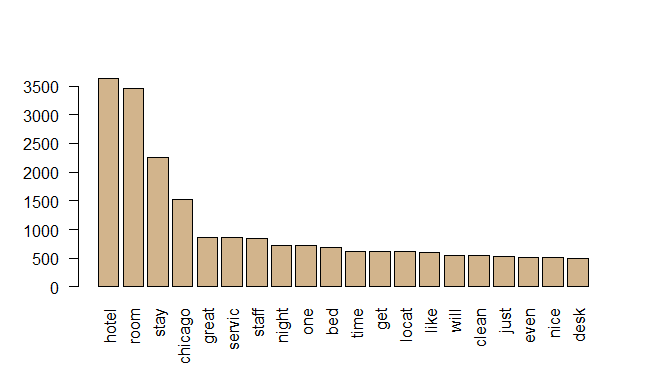 3500
3000
2500
2000
1500
1000
500
0
hotel
room
stay
chicago
great
servic
staff
night
one
bed
time
get
locat
like
will
clean
just
even
nice
desk